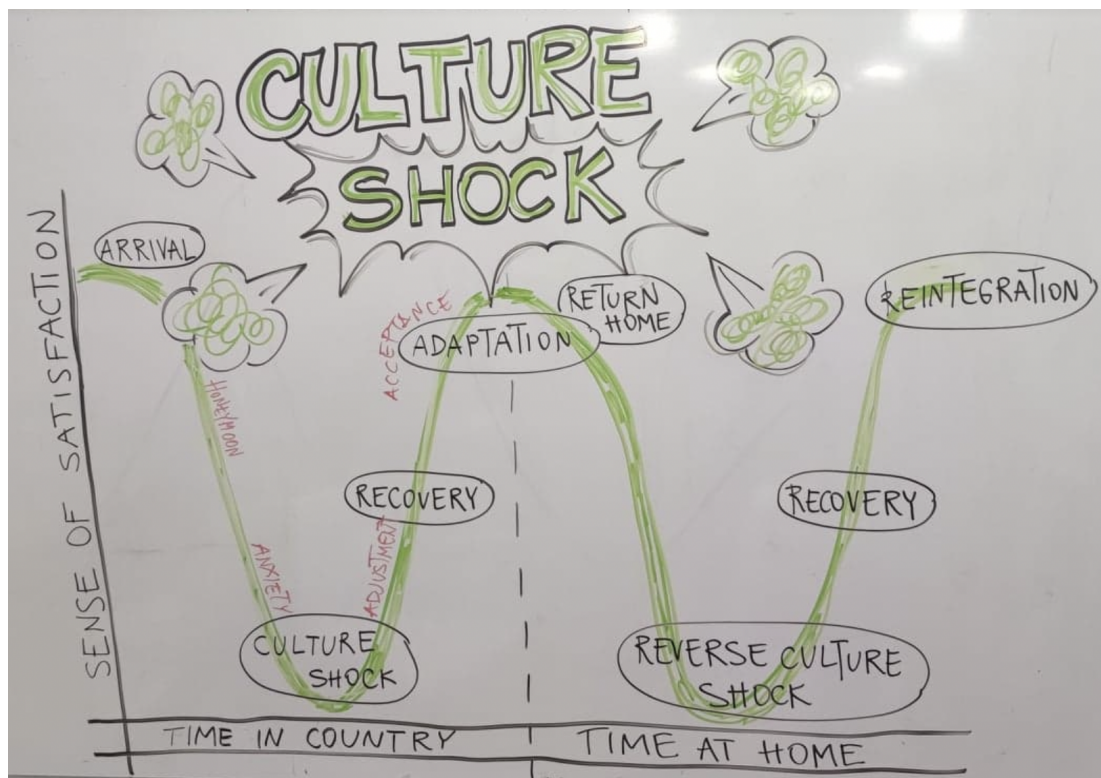 CULTURE
SHOCK
SENSE OF SATISFACTION
ARRIVAL
HONEYMOON
ANXIETY
CULTURE
SHOCK
ADJUSTMENT
RECOVERY
ACCEPTANCE
ADAPTATION
RETURN
HOME
REVERSE CULTURE
SHOCK
RECOVERY
REINTEGRATION
TIME IN COUNTRY
TIME AT HOME